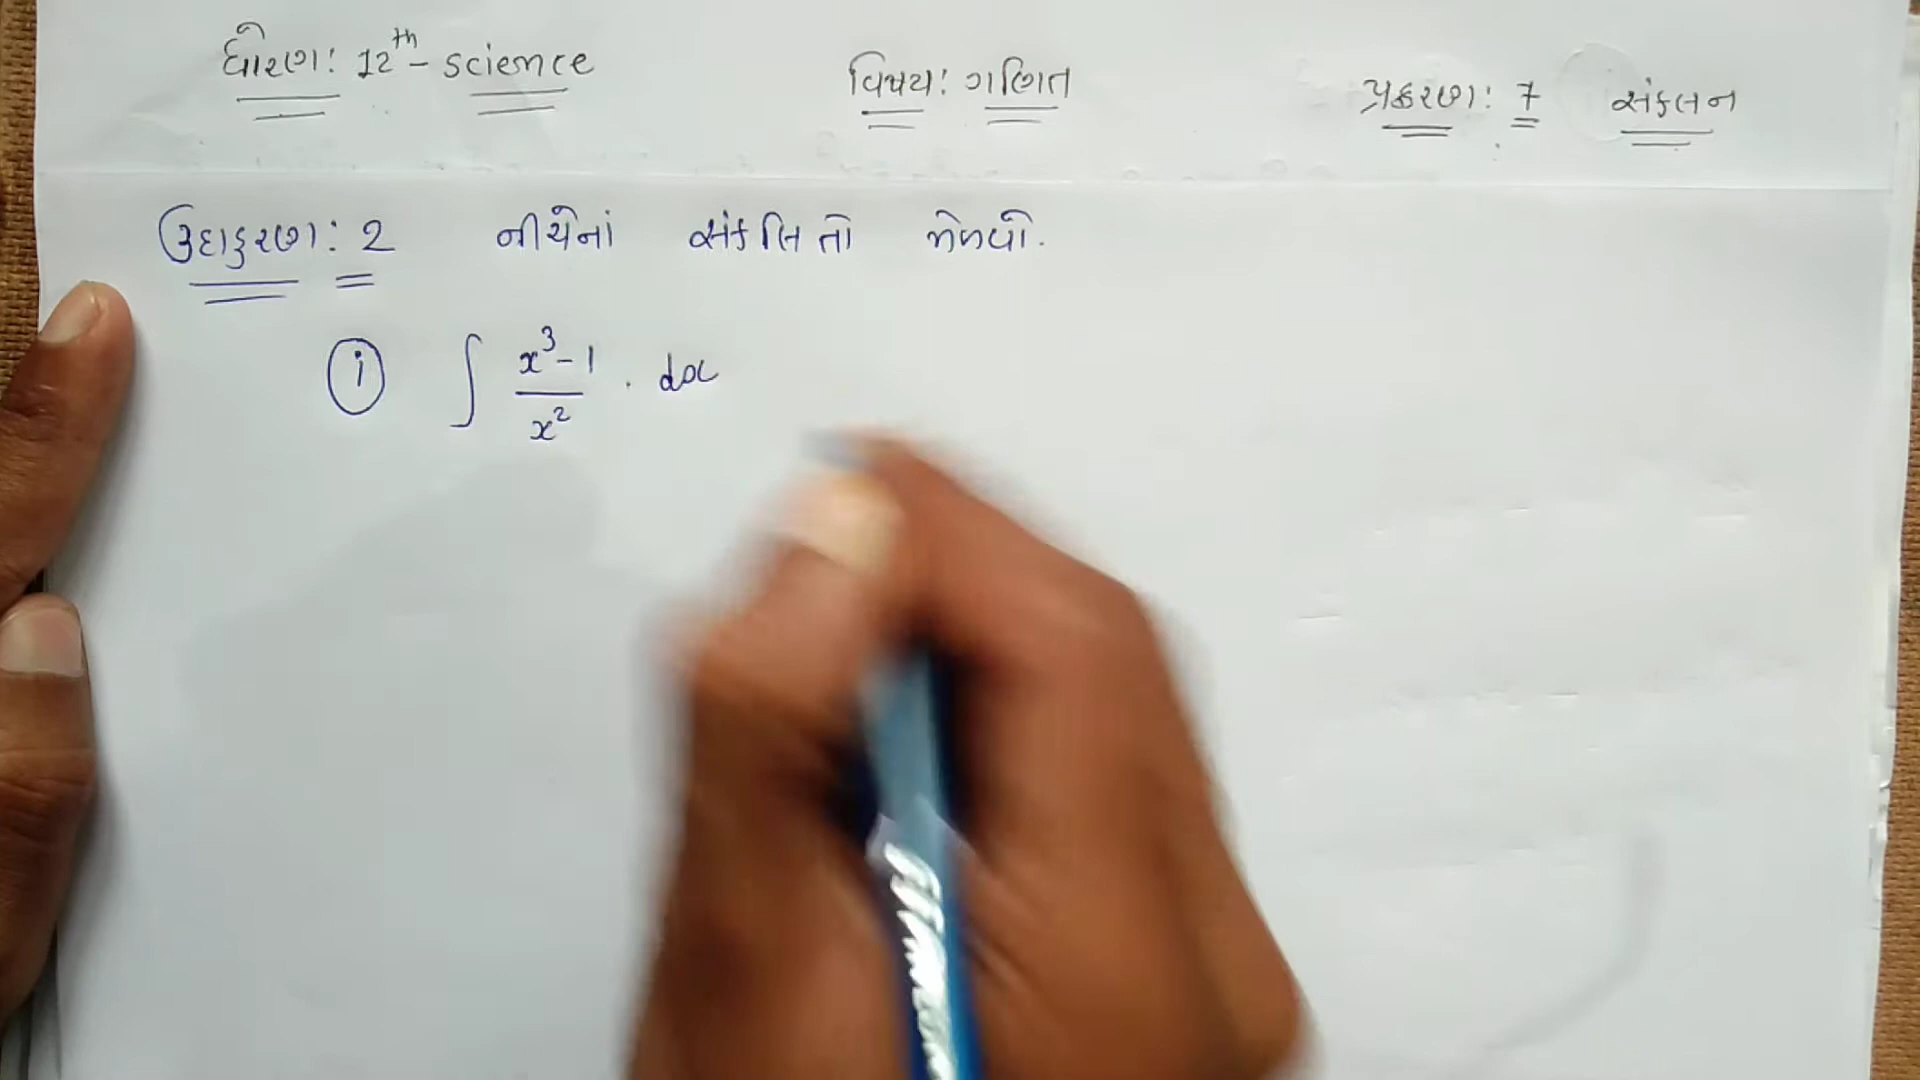 ધોરણ: 12th - science વિષય: ગણિત પ્રકરણ: 7 સંકલન
ઉદાહરણ: 2 નીચેનાં સંકલિતો મેળવો.
(i) ∫ (x³-1)/x² . dx